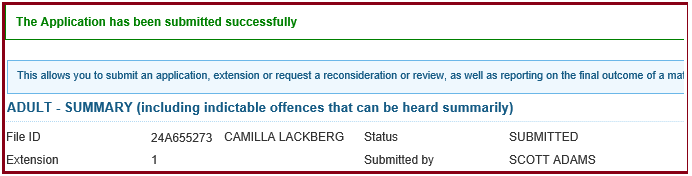 The Application has been submitted successfully
This allows you to submit an application, extension or request a reconsideration or review, as well as reporting on the final outcome of a
ADULT - SUMMARY (including indictable offences that can be heard summarily)
File ID 24A655273 CAMILLA LACKBERG Status SUBMITTED
Extension 1 Submitted by SCOTT ADAMS